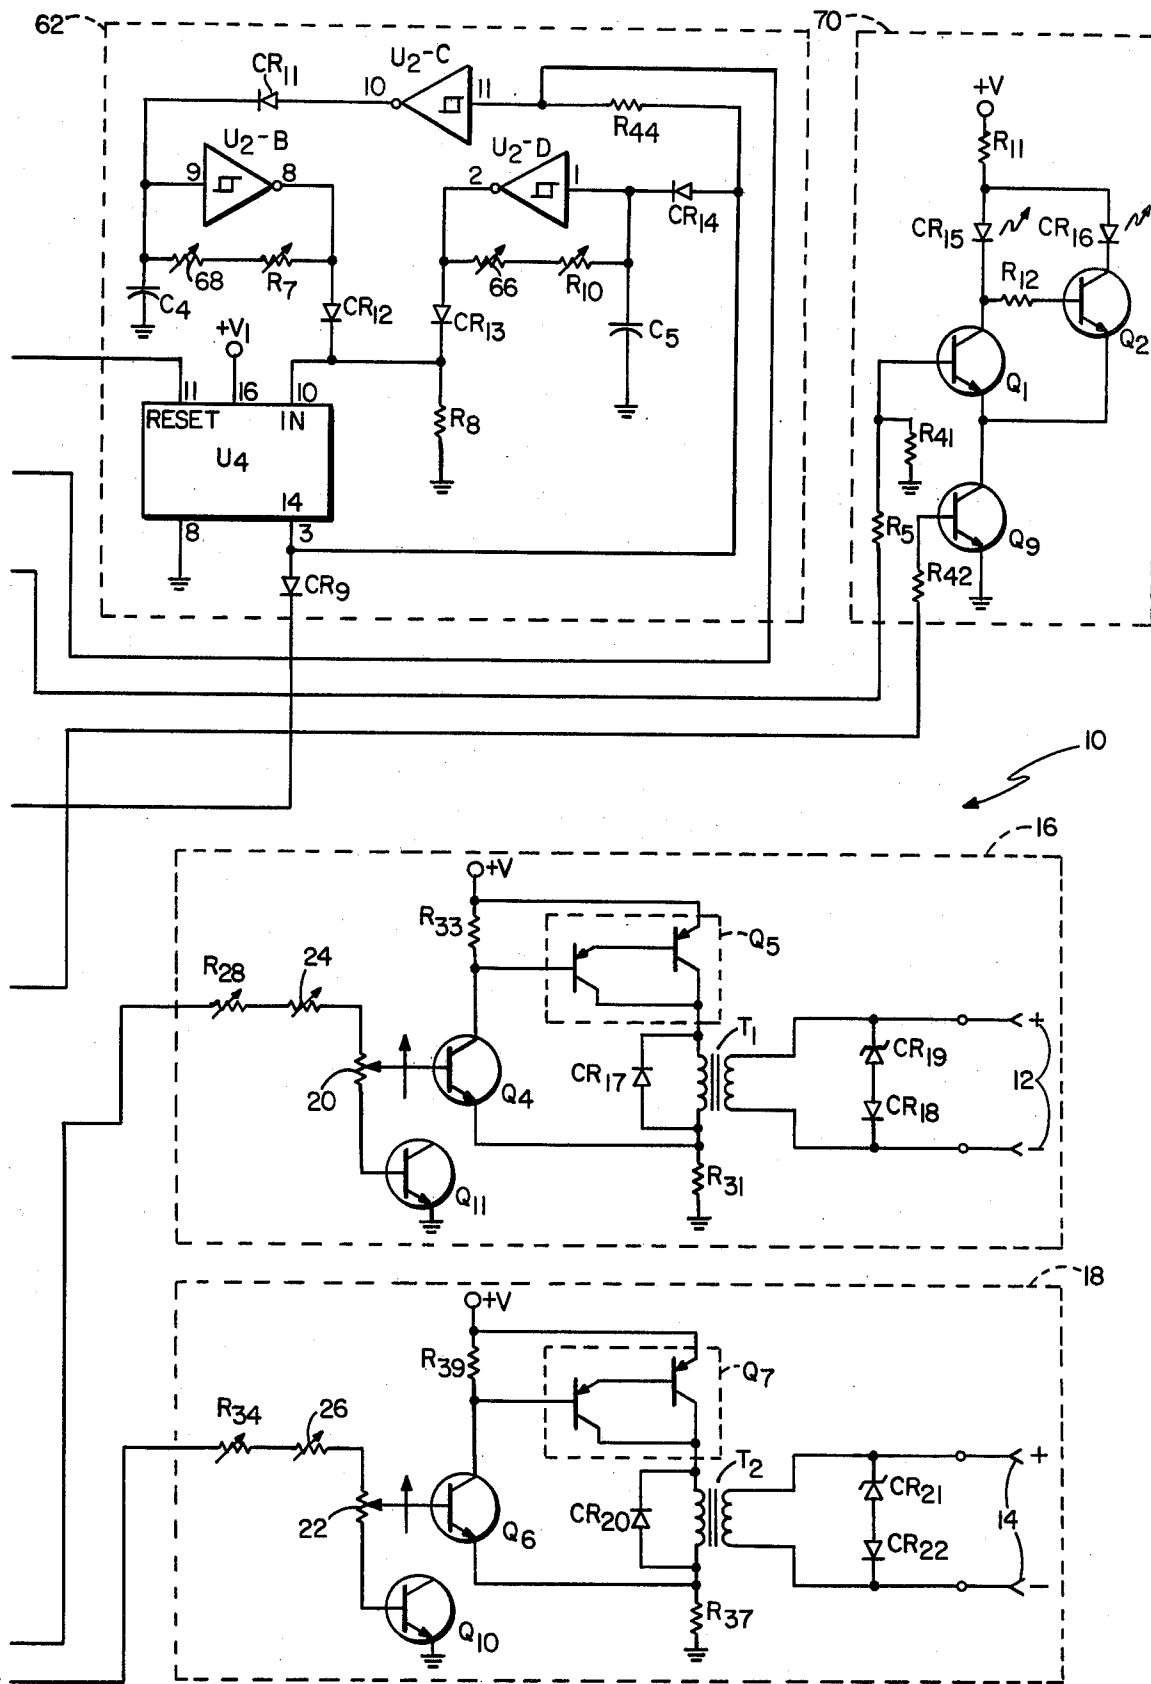 62
70
CR11
U2-C
10
11
R44
U2-B
9
8
U2-D
2
1
CR14
68
R7
66
R10
C4
CR12
CR13
C5
+V1
11
16
10
RESET
IN
U4
R8
14
8
3
CR9
+V
R11
CR15
CR16
R12
Q2
Q1
R41
R5
Q9
R42
10
16
+V
R33
Q5
R28
24
T1
+
CR17
CR19
20
Q4
CR18
12
−
Q11
R31
18
+V
R39
Q7
R34
26
T2
+
CR20
CR21
22
Q6
CR22
14
−
Q10
R37